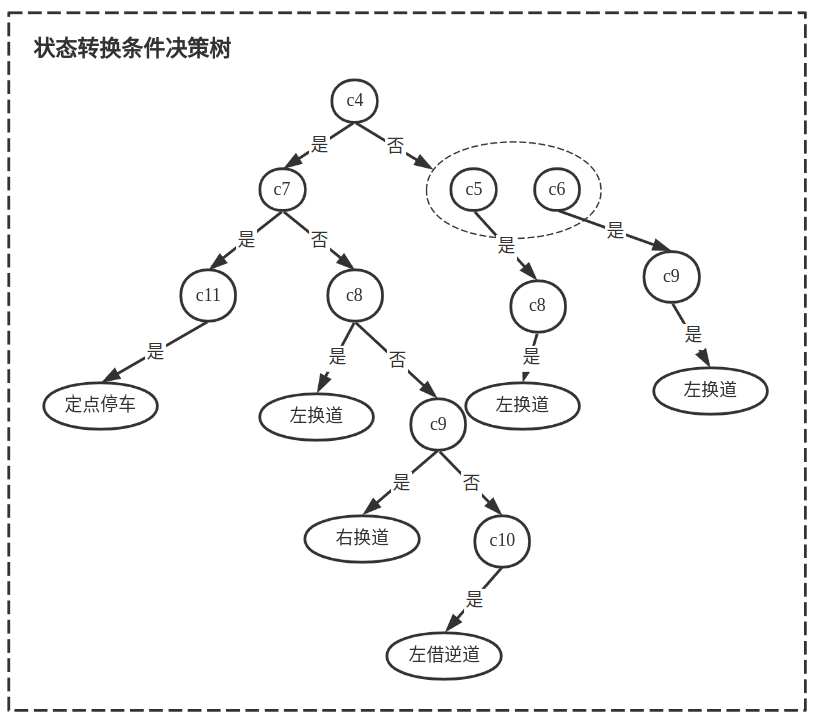 状态转换条件决策树
c4
是
否
c7
c5
c6
是
否
是
是
c11
c8
c8
c9
是
是
否
是
是
定点停车
左换道
c9
左换道
左换道
是
否
右换道
c10
是
左借逆道